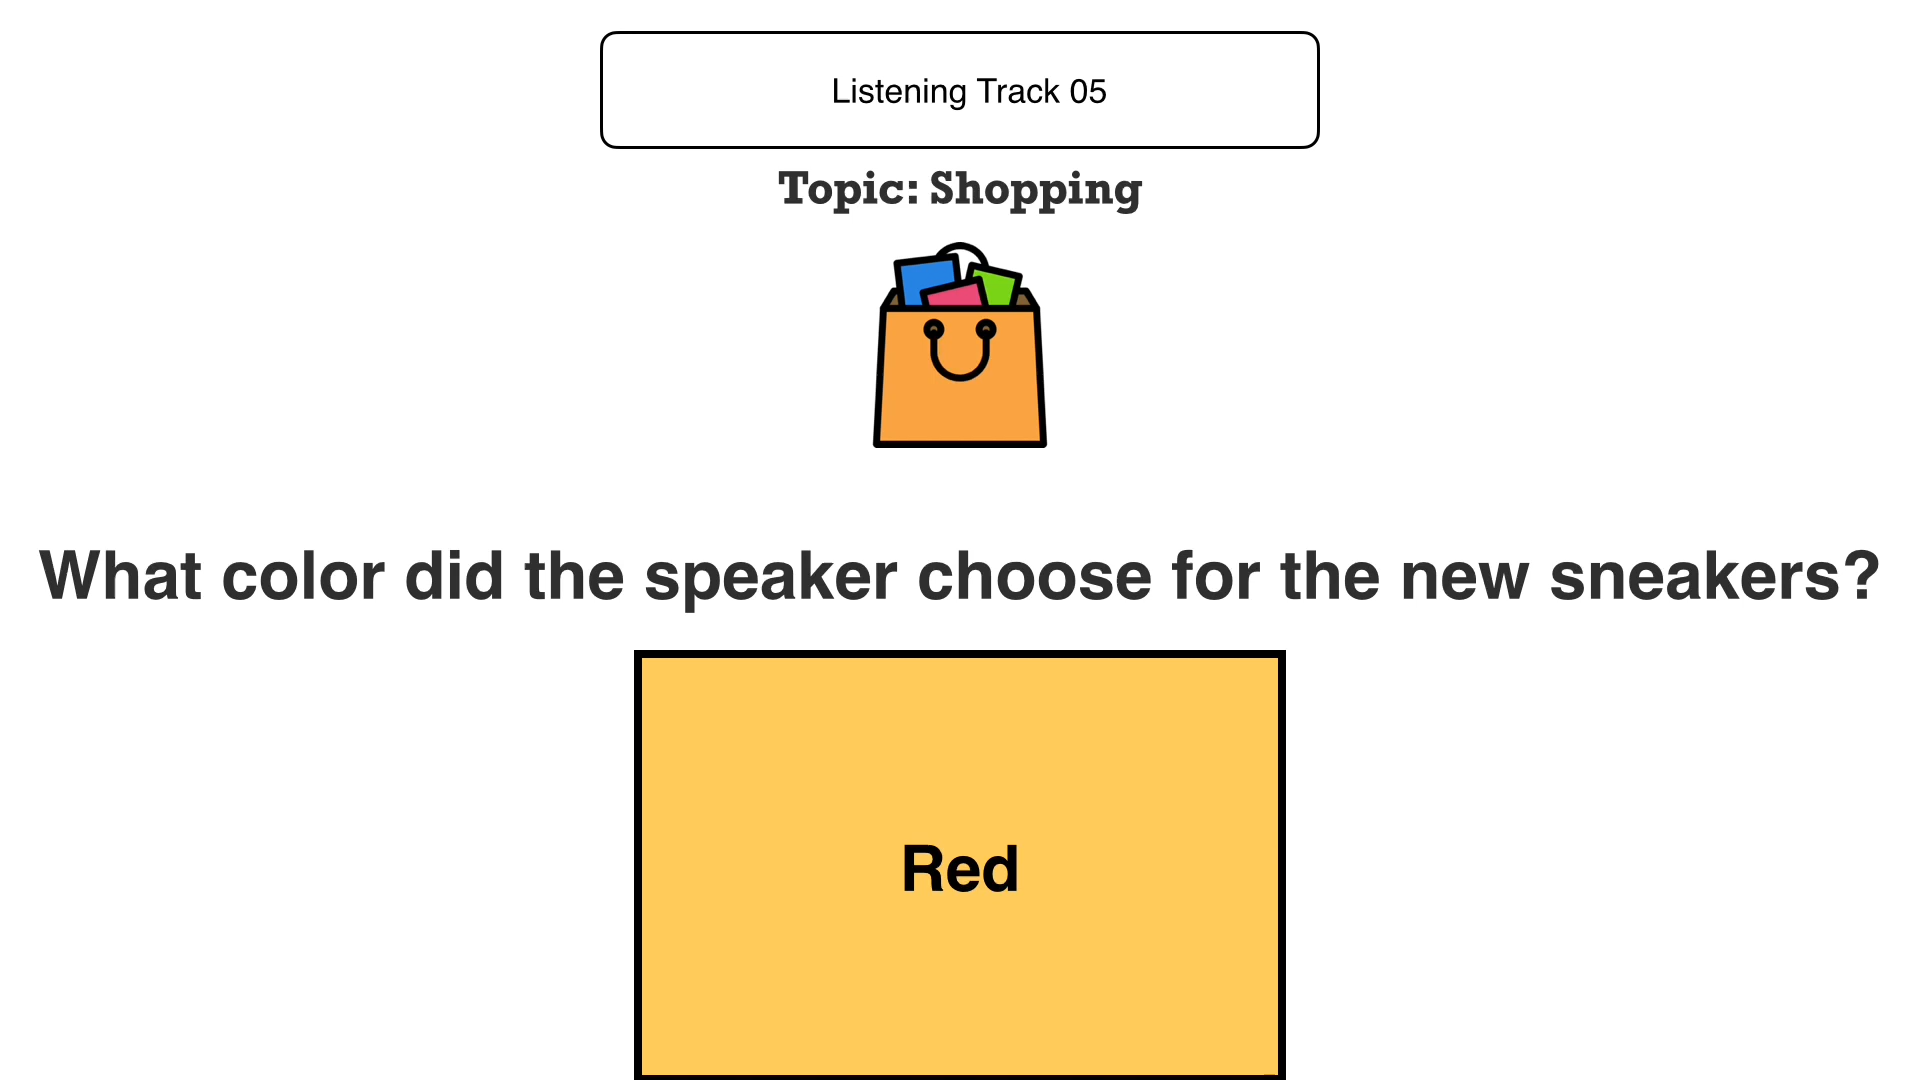 Listening Track 05
Topic: Shopping
What color did the speaker choose for the new sneakers?
Red